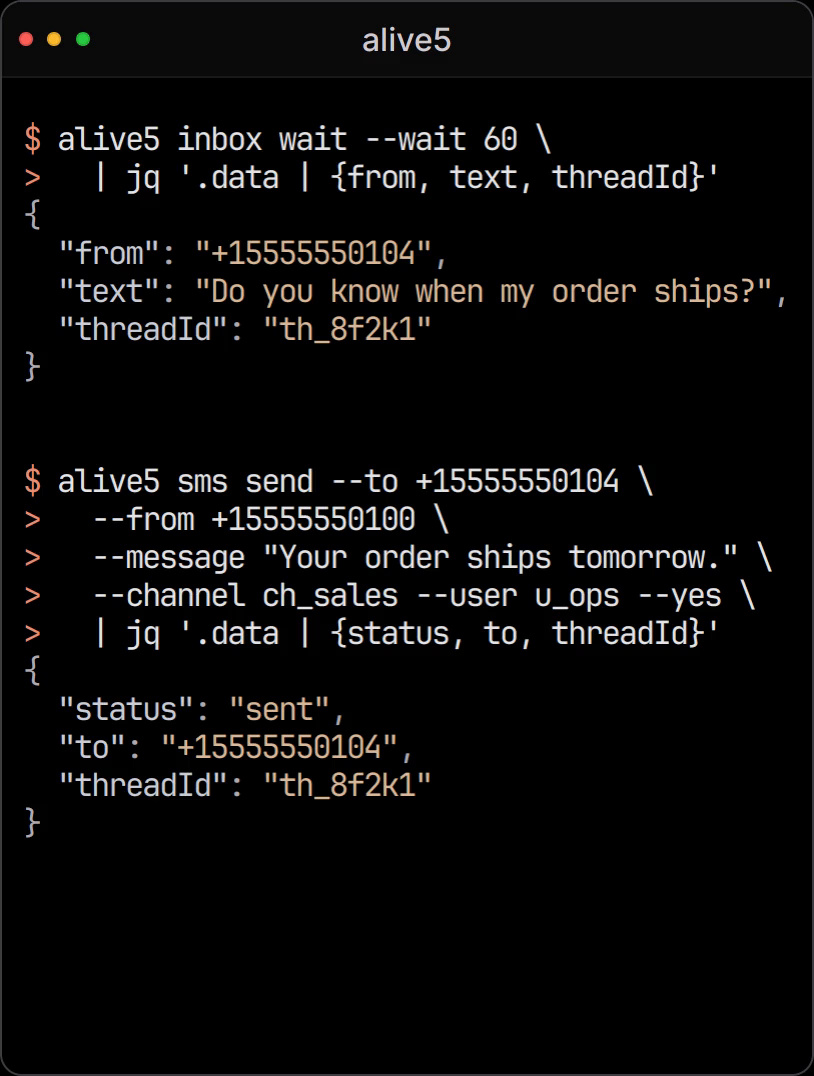 alive5
$ alive5 inbox wait --wait 60 \
>   | jq '.data | {from, text, threadId}'
{
  "from": "+15555550104",
  "text": "Do you know when my order ships?",
  "threadId": "th_8f2k1"
}
$ alive5 sms send --to +15555550104 \
>   --from +15555550100 \
>   --message "Your order ships tomorrow." \
>   --channel ch_sales --user u_ops --yes \
>   | jq '.data | {status, to, threadId}'
{
  "status": "sent",
  "to": "+15555550104",
  "threadId": "th_8f2k1"
}